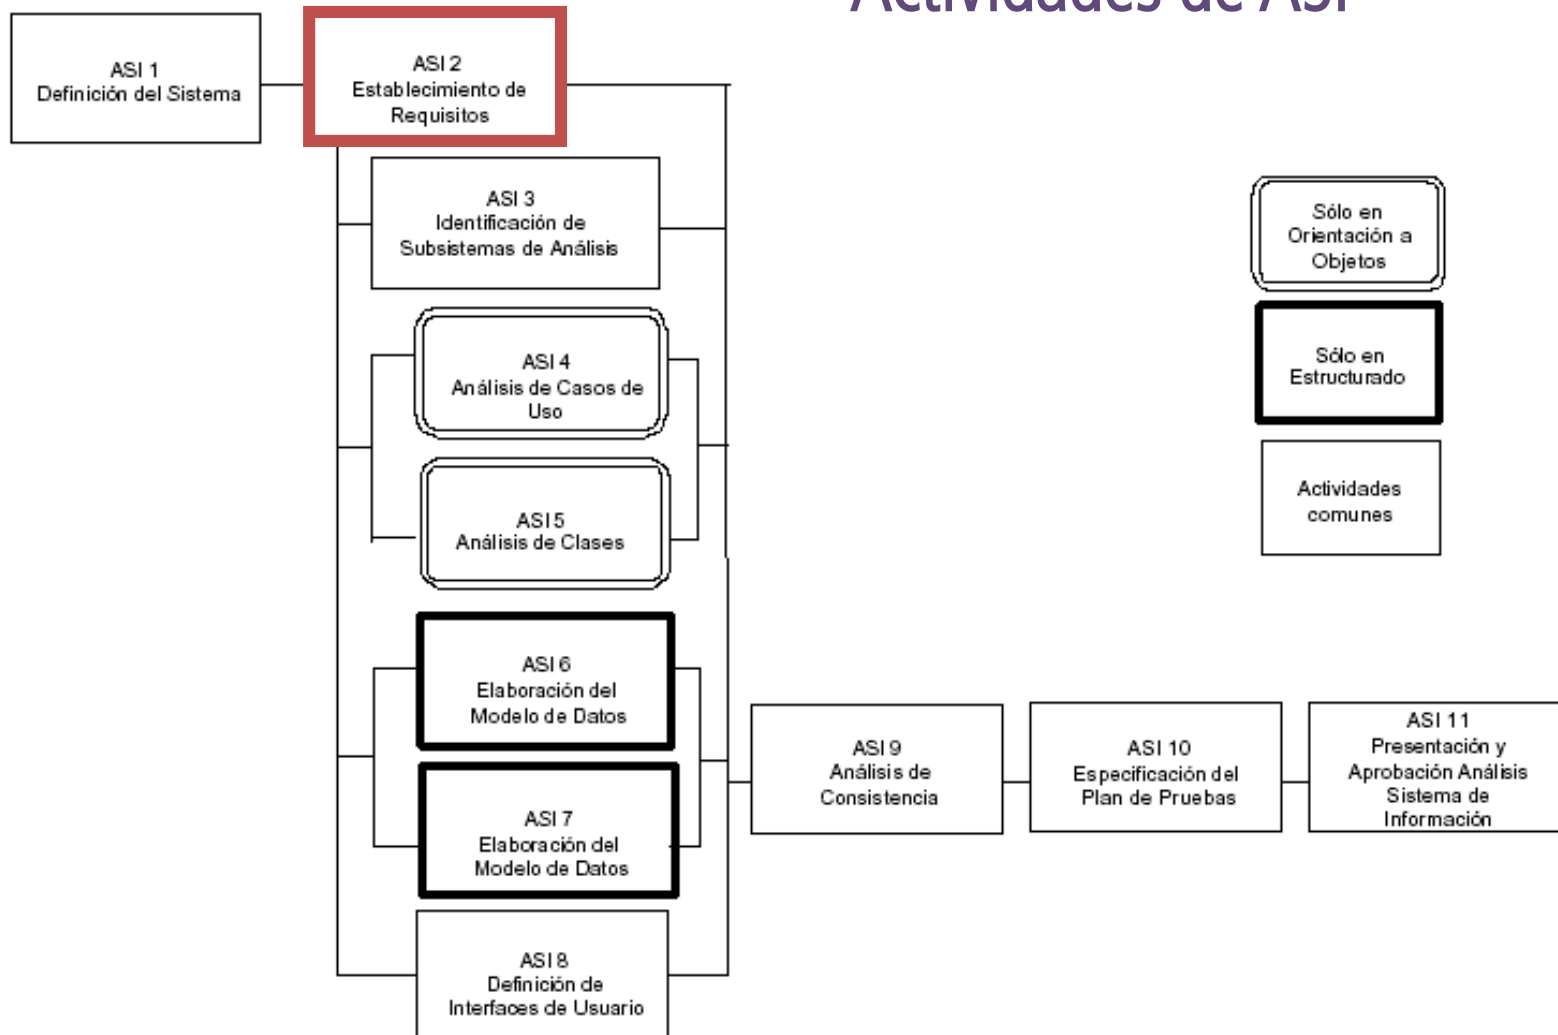 Actividades de ASI
ASI 1
Definición del Sistema
ASI 2
Establecimiento de
Requisitos
ASI 3
Identificación de
Subsistemas de Análisis
ASI 4
Análisis de Casos de
Uso
ASI 5
Análisis de Clases
ASI 6
Elaboración del
Modelo de Datos
ASI 7
Elaboración del
Modelo de Datos
ASI 8
Definición de
Interfaces de Usuario
ASI 9
Análisis de
Consistencia
ASI 10
Especificación del
Plan de Pruebas
ASI 11
Presentación y
Aprobación Análisis
Sistema de
Información
Sólo en
Orientación a
Objetos
Sólo en
Estructurado
Actividades
comunes